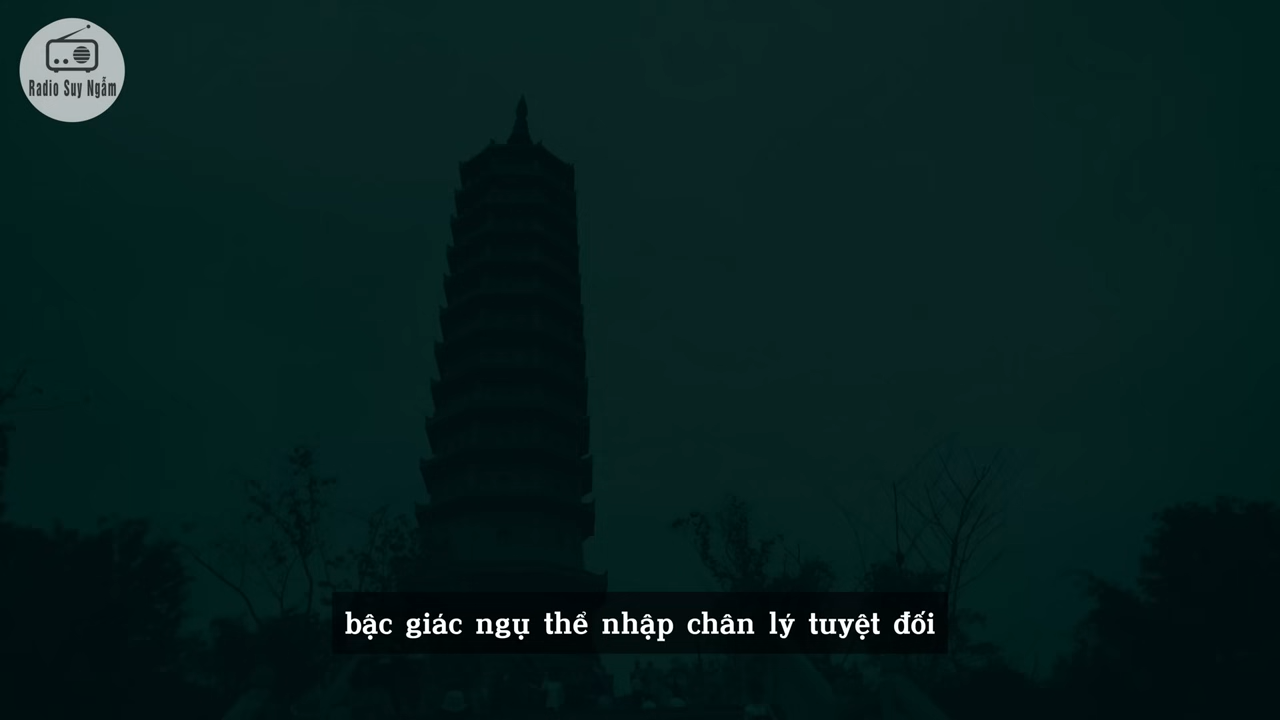 Radio Suy Ngẫm
bậc giác ngụ thể nhập chân lý tuyệt đối